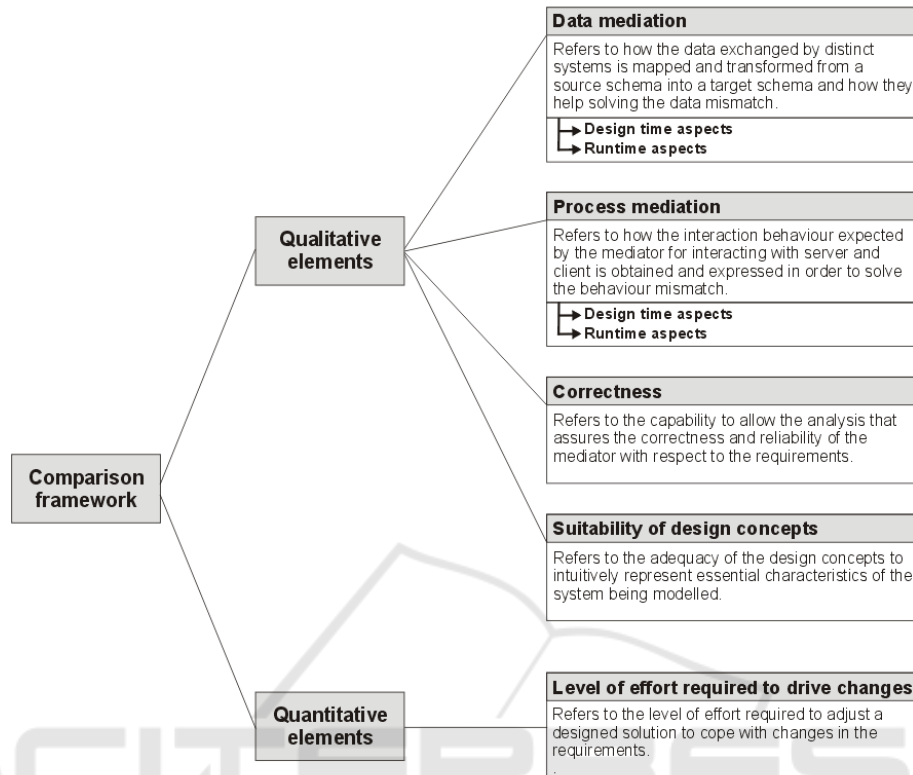 Data mediation
Refers to how the data exchanged by distinct
systems is mapped and transformed from a
source schema into a target schema and how they
help solving the data mismatch.
Design time aspects
Runtime aspects
Process mediation
Refers to how the interaction behaviour expected
by the mediator for interacting with server and
client is obtained and expressed in order to solve
the behaviour mismatch.
Design time aspects
Runtime aspects
Qualitative
elements
Correctness
Refers to the capability to allow the analysis that
assures the correctness and reliability of the
mediator with respect to the requirements.
Comparison
framework
Suitability of design concepts
Refers to the adequacy of the design concepts to
intuitively represent essential characteristics of the
system being modelled.
Quantitative
elements
Level of effort required to drive changes
Refers to the level of effort required to adjust a
designed solution to cope with changes in the
requirements.
.